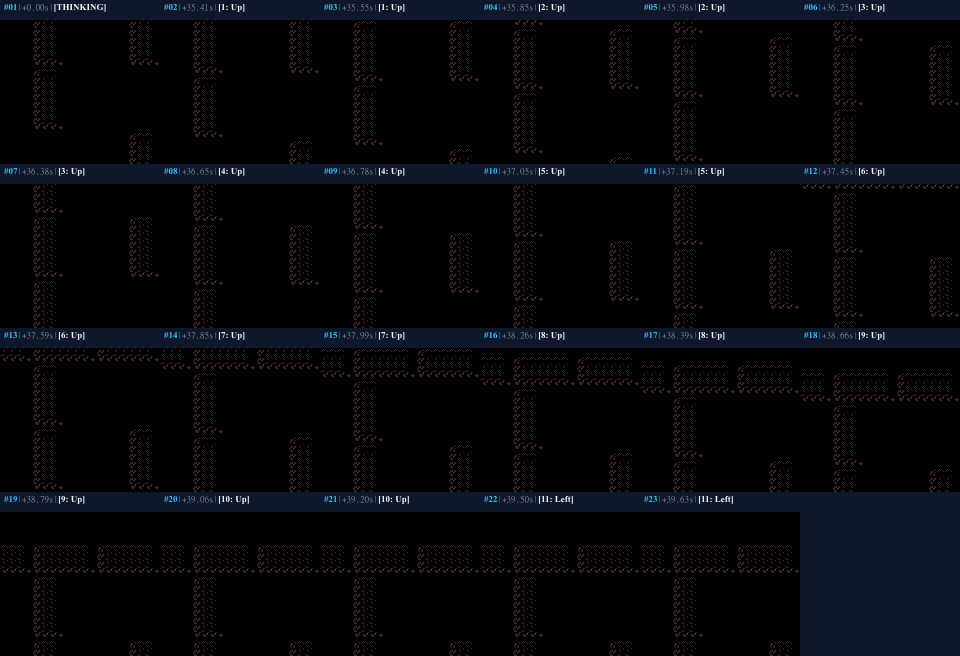 #01|+0.00s|[THINKING] #02|+35.41s|[1: Up] #03|+35.55s|[1: Up] #04|+35.85s|[2: Up] #05|+35.98s|[2: Up] #06|+36.25s|[3: Up]
#07|+36.38s|[3: Up] #08|+36.65s|[4: Up] #09|+36.78s|[4: Up] #10|+37.05s|[5: Up] #11|+37.19s|[5: Up] #12|+37.45s|[6: Up]
#13|+37.59s|[6: Up] #14|+37.85s|[7: Up] #15|+37.99s|[7: Up] #16|+38.26s|[8: Up] #17|+38.39s|[8: Up] #18|+38.66s|[9: Up]
#19|+38.79s|[9: Up] #20|+39.06s|[10: Up] #21|+39.20s|[10: Up] #22|+39.50s|[11: Left] #23|+39.63s|[11: Left]